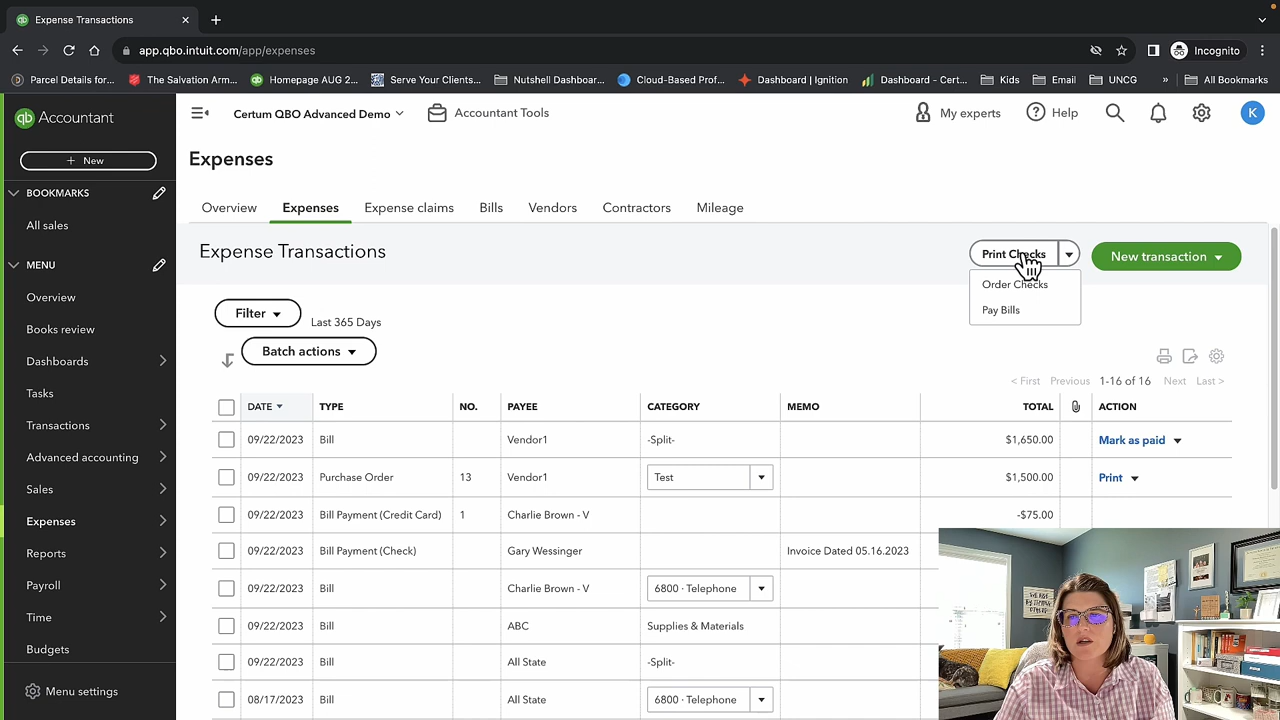 Expense Transactions
app.qbo.intuit.com/app/expenses
Incognito
Parcel Details for...
The Salvation Arm...
Homepage AUG 2...
Serve Your Clients...
Nutshell Dashboar...
Cloud-Based Prof...
Dashboard | Ignition
Dashboard - Cert...
Kids
Email
UNCG
»
All Bookmarks
qb Accountant
Certum QBO Advanced Demo
Accountant Tools
My experts
Help
K
+ New
BOOKMARKS
All sales
MENU
Overview
Books review
Dashboards
Tasks
Transactions
Advanced accounting
Sales
Expenses
Reports
Payroll
Time
Budgets
Menu settings
Expenses
Overview
Expenses
Expense claims
Bills
Vendors
Contractors
Mileage
Expense Transactions
Print Checks
New transaction
Order Checks
Pay Bills
Filter
Last 365 Days
Batch actions
< First Previous 1-16 of 16 Next Last >
DATE TYPE NO. PAYEE CATEGORY MEMO TOTAL ACTION
09/22/2023 Bill Vendor1 -Split- $1,650.00 Mark as paid
09/22/2023 Purchase Order 13 Vendor1 Test $1,500.00 Print
09/22/2023 Bill Payment (Credit Card) 1 Charlie Brown - V -$75.00
09/22/2023 Bill Payment (Check) Gary Wessinger Invoice Dated 05.16.2023
09/22/2023 Bill Charlie Brown - V 6800 · Telephone
09/22/2023 Bill ABC Supplies & Materials
09/22/2023 Bill All State -Split-
08/17/2023 Bill All State 6800 · Telephone